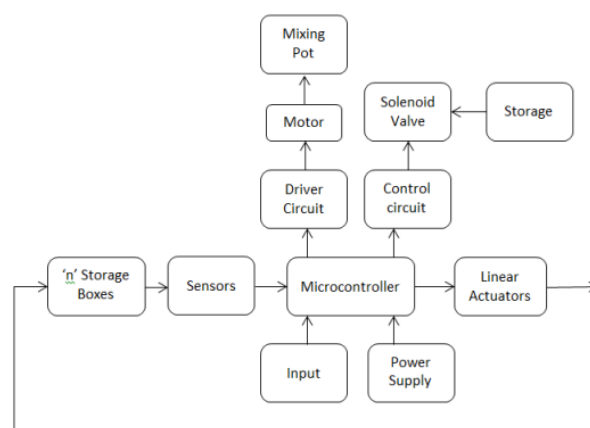 Mixing
Pot
Solenoid
Valve
Storage
Motor
Driver
Circuit
Control
circuit
‘n’ Storage
Boxes
Sensors
Microcontroller
Linear
Actuators
Input
Power
Supply